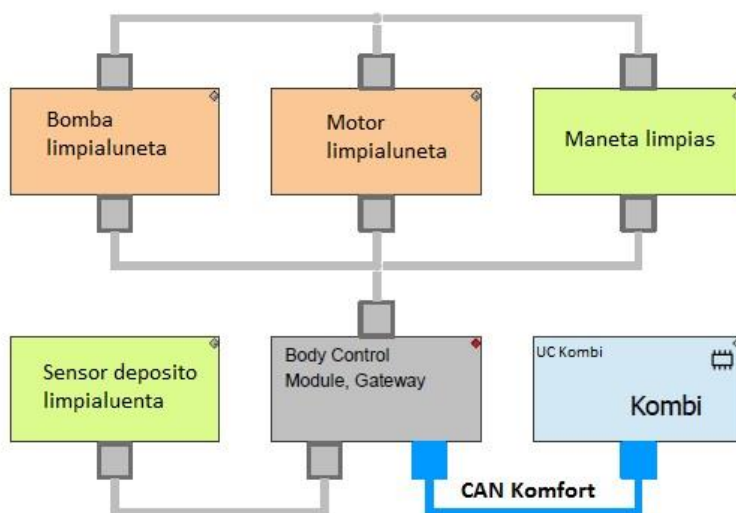 Bomba
limpialuneta
Motor
limpialuneta
Maneta limpias
Sensor deposito
limpialuenta
Body Control
Module, Gateway
UC Kombi
Kombi
CAN Komfort